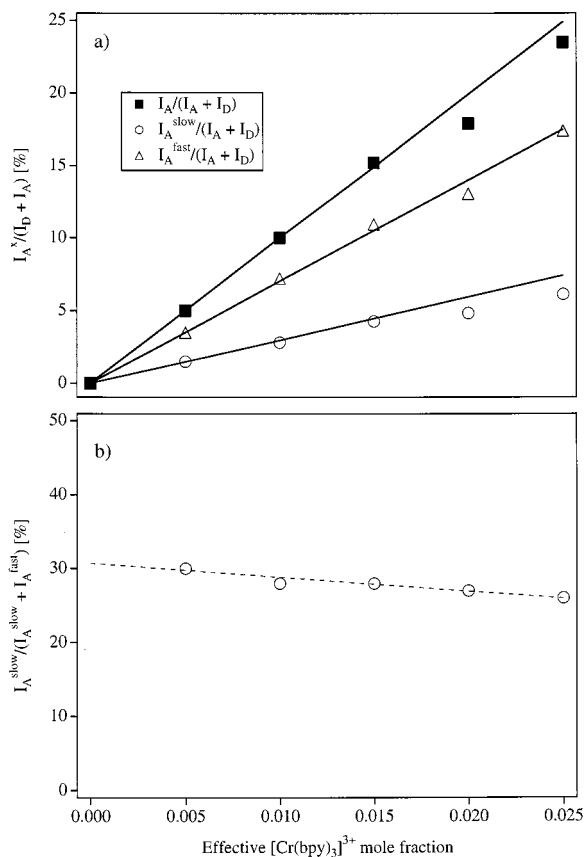 25
a)
20
I_A/(I_A + I_D)
I_A^slow/(I_A + I_D)
I_A^fast/(I_A + I_D)
15
10
5
0
I_A^x/(I_D + I_A) [%]
50
b)
40
30
20
10
0
I_A^slow/(I_A^slow + I_A^fast) [%]
0.000 0.005 0.010 0.015 0.020 0.025
Effective [Cr(bpy)_3]^3+ mole fraction